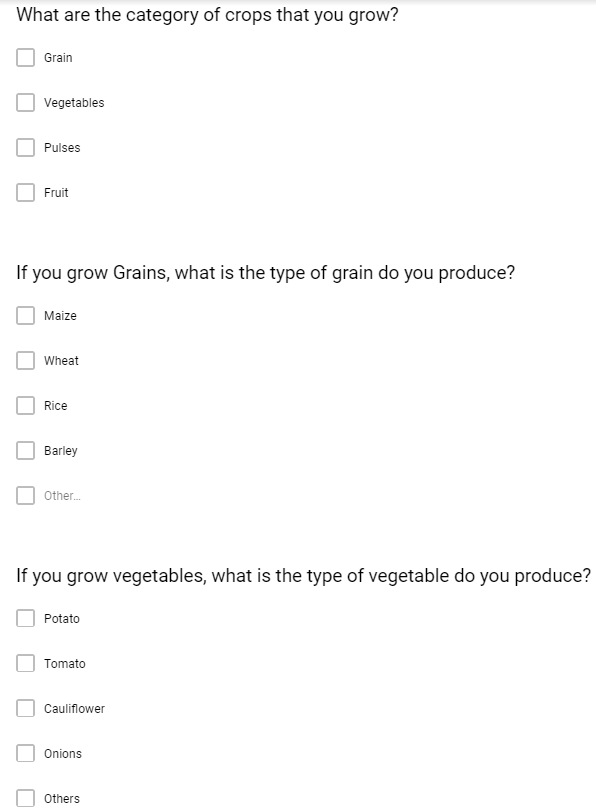 What are the category of crops that you grow?
Grain
Vegetables
Pulses
Fruit
If you grow Grains, what is the type of grain do you produce?
Maize
Wheat
Rice
Barley
Other...
If you grow vegetables, what is the type of vegetable do you produce?
Potato
Tomato
Cauliflower
Onions
Others